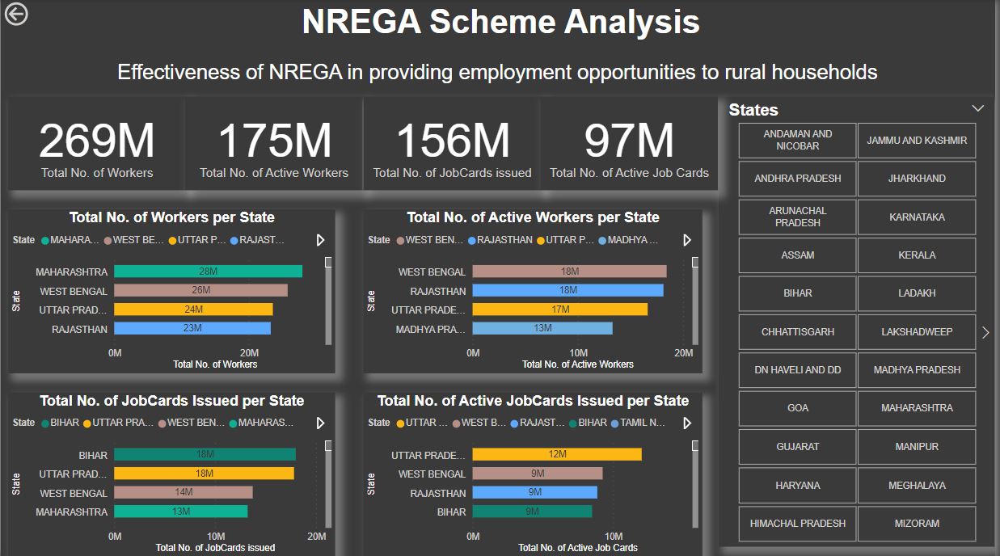 NREGA Scheme Analysis
Effectiveness of NREGA in providing employment opportunities to rural households
269M
Total No. of Workers
175M
Total No. of Active Workers
156M
Total No. of JobCards issued
97M
Total No. of Active Job Cards
Total No. of Workers per State
State MAHARA... WEST BE... UTTAR P... RAJAST...
State
MAHARASHTRA 28M
WEST BENGAL 26M
UTTAR PRAD... 24M
RAJASTHAN 23M
0M 20M
Total No. of Workers
Total No. of Active Workers per State
State WEST BEN... RAJASTHAN UTTAR P... MADHYA ...
State
WEST BENGAL 18M
RAJASTHAN 18M
UTTAR PRADE... 17M
MADHYA PRA... 13M
0M 10M 20M
Total No. of Active Workers
Total No. of JobCards Issued per State
State BIHAR UTTAR PRA... WEST BEN... MAHARAS...
State
BIHAR 18M
UTTAR PRAD... 18M
WEST BENGAL 14M
MAHARASHTRA 13M
0M 10M 20M
Total No. of JobCards issued
Total No. of Active JobCards Issued per State
State UTTAR ... WEST B... RAJAST... BIHAR TAMIL N...
State
UTTAR PRADE... 12M
WEST BENGAL 9M
RAJASTHAN 9M
BIHAR 9M
0M 10M
Total No. of Active Job Cards
States
ANDAMAN AND
NICOBAR
JAMMU AND KASHMIR
ANDHRA PRADESH
JHARKHAND
ARUNACHAL
PRADESH
KARNATAKA
ASSAM
KERALA
BIHAR
LADAKH
CHHATTISGARH
LAKSHADWEEP
DN HAVELI AND DD
MADHYA PRADESH
GOA
MAHARASHTRA
GUJARAT
MANIPUR
HARYANA
MEGHALAYA
HIMACHAL PRADESH
MIZORAM